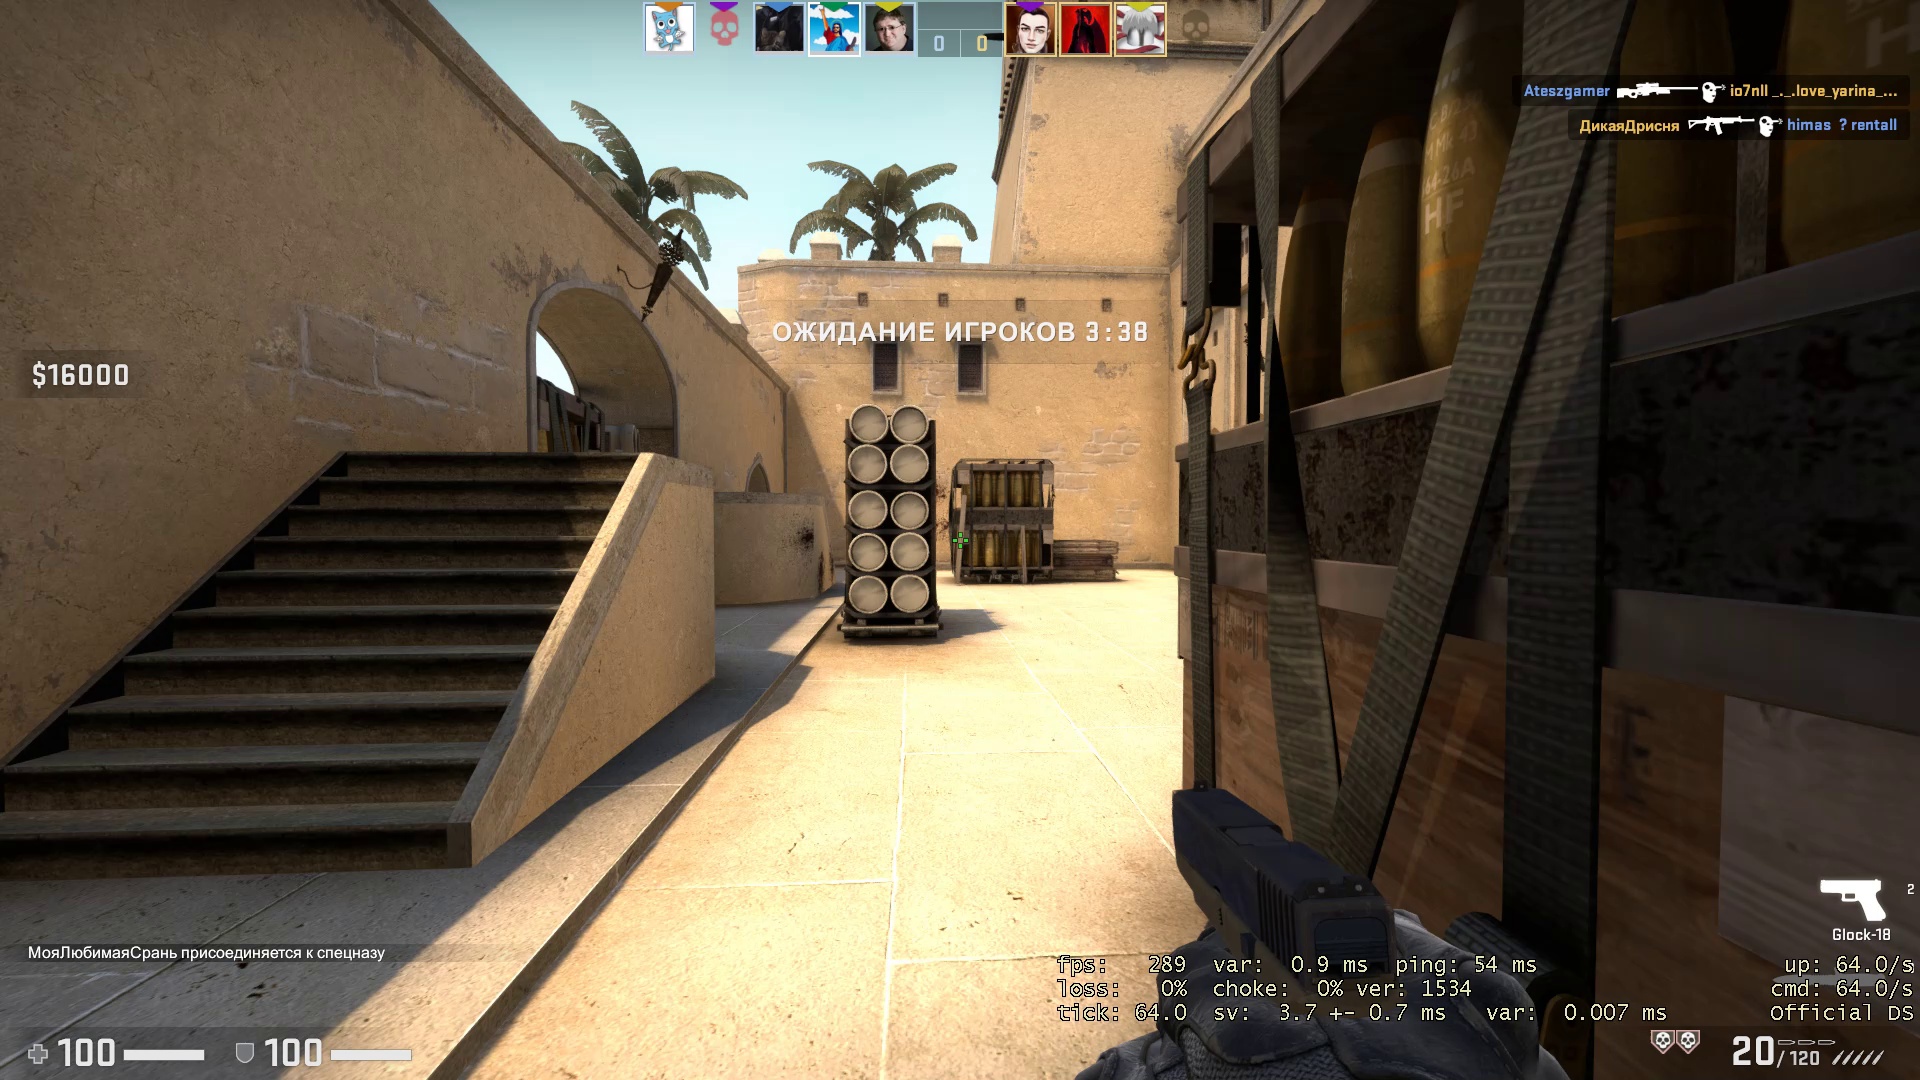 0 0
Ateszgamer io7nll _._.love_yarina_...
ДикаяДрисня himas ? rentall
HF
ОЖИДАНИЕ ИГРОКОВ 3:38
$16000
2
Glock-18
МояЛюбимаяСрань присоединяется к спецназу
fps: 289 var: 0.9 ms ping: 54 ms up: 64.0/s
loss: 0% choke: 0% ver: 1534 cmd: 64.0/s
tick: 64.0 sv: 3.7 +- 0.7 ms var: 0.007 ms Official DS
100 100
20/120